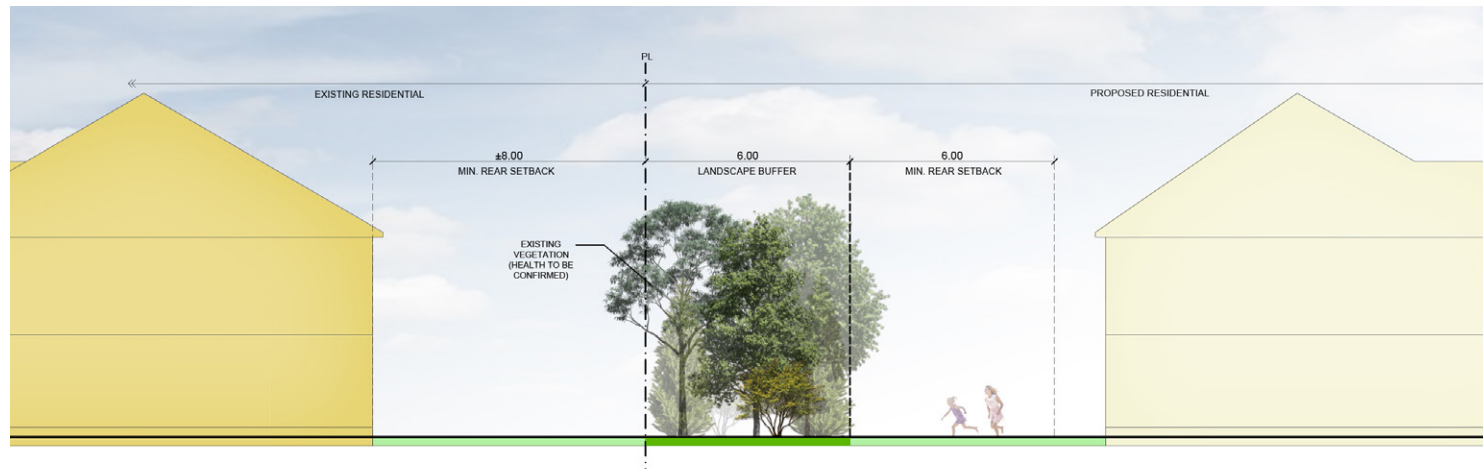 PL
EXISTING RESIDENTIAL
PROPOSED RESIDENTIAL
±8.00
MIN. REAR SETBACK
6.00
LANDSCAPE BUFFER
6.00
MIN. REAR SETBACK
EXISTING
VEGETATION
(HEALTH TO BE
CONFIRMED)